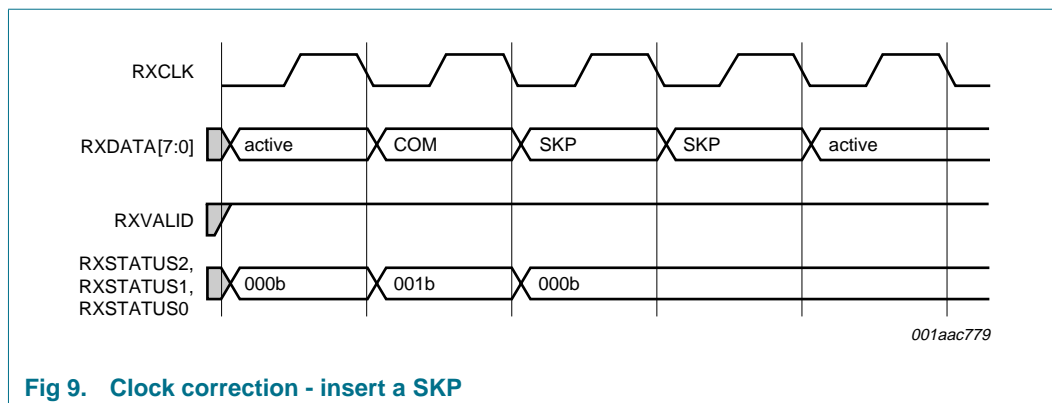 RXCLK
RXDATA[7:0]
active
COM
SKP
SKP
active
RXVALID
RXSTATUS2,
RXSTATUS1,
RXSTATUS0
000b
001b
000b
001aac779
Fig 9. Clock correction - insert a SKP